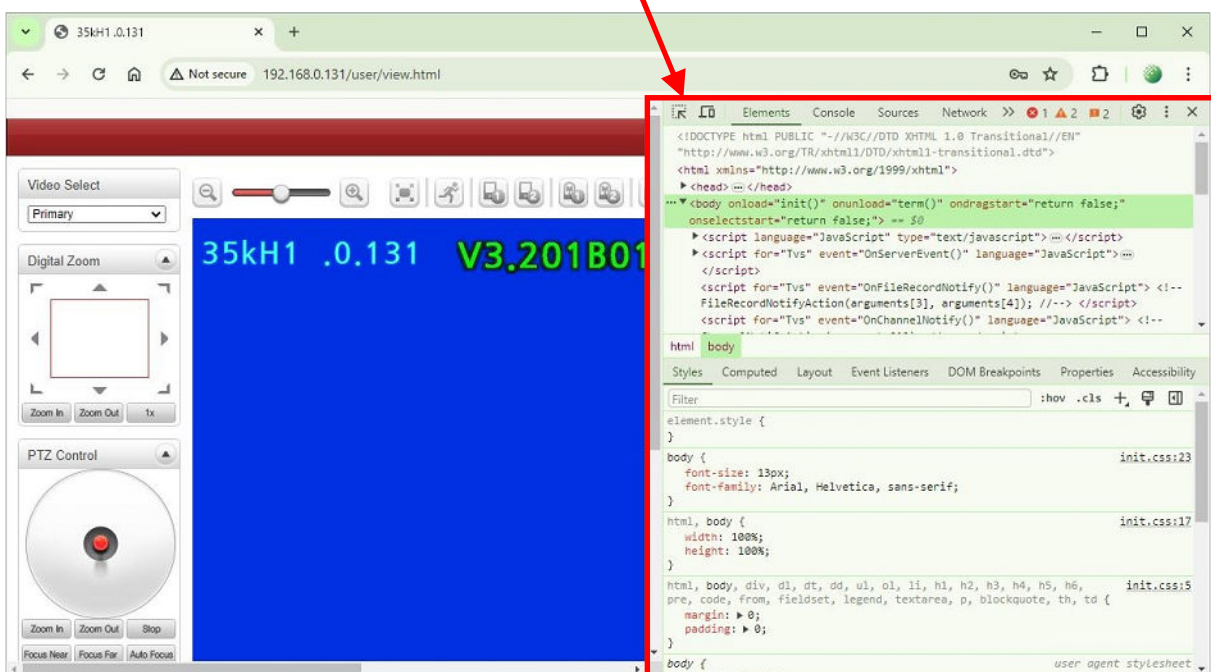 35kH1 .0.131
Not secure 192.168.0.131/user/view.html
Video Select
Primary
Digital Zoom
Zoom In Zoom Out 1x
PTZ Control
Zoom In Zoom Out Stop
Focus Near Focus Far Auto Focus
35kH1 .0.131 V3.201B01
Elements Console Sources Network 1 2 2
<!DOCTYPE html PUBLIC "-//W3C//DTD XHTML 1.0 Transitional//EN"
"http://www.w3.org/TR/xhtml1/DTD/xhtml1-transitional.dtd">
<html xmlns="http://www.w3.org/1999/xhtml">
<head> … </head>
… <body onload="init()" onunload="term()" ondragstart="return false;"
onselectstart="return false;"> == $0
<script language="JavaScript" type="text/javascript"> … </script>
<script for="Tvs" event="OnServerEvent()" language="JavaScript"> …
</script>
<script for="Tvs" event="OnFileRecordNotify()" language="JavaScript"> <!--
FileRecordNotifyAction(arguments[3], arguments[4]); //--> </script>
<script for="Tvs" event="OnChannelNotify()" language="JavaScript"> <!--
html body
Styles Computed Layout Event Listeners DOM Breakpoints Properties Accessibility
Filter :hov .cls
element.style {
}
body { init.css:23
font-size: 13px;
font-family: Arial, Helvetica, sans-serif;
}
html, body { init.css:17
width: 100%;
height: 100%;
}
html, body, div, dl, dt, dd, ul, ol, li, h1, h2, h3, h4, h5, h6, init.css:5
pre, code, from, fieldset, legend, textarea, p, blockquote, th, td {
margin: 0;
padding: 0;
}
body { user agent stylesheet